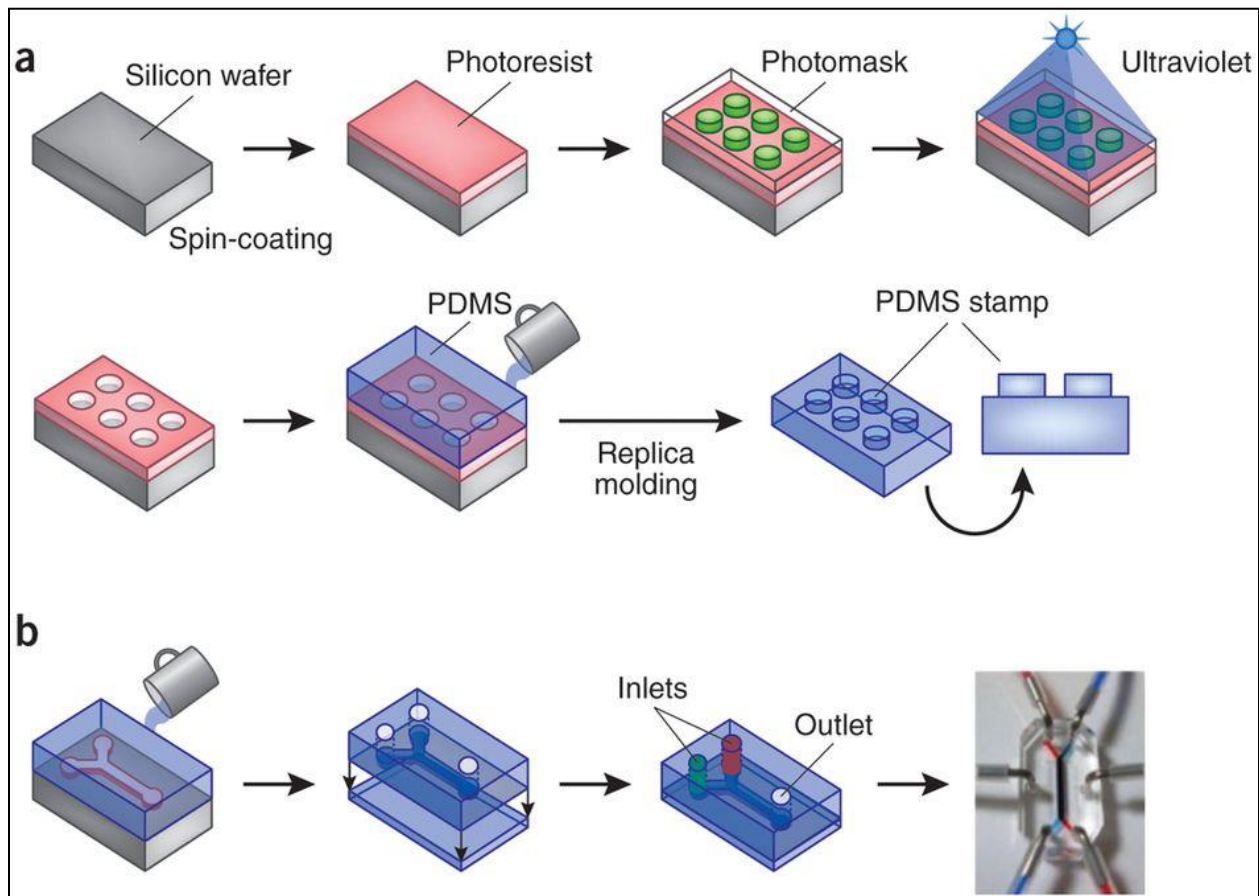 a
Silicon wafer
Photoresist
Photomask
Ultraviolet
Spin-coating
PDMS
PDMS stamp
Replica
molding
b
Inlets
Outlet